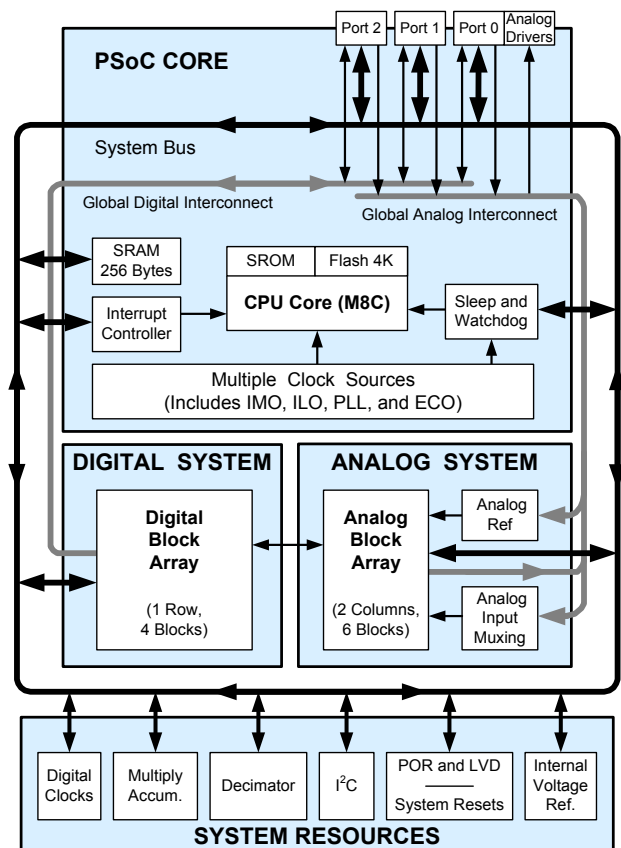 Port 2
Port 1
Port 0
Analog
Drivers
PSoC CORE
System Bus
Global Digital Interconnect
Global Analog Interconnect
SRAM
256 Bytes
SROM
Flash 4K
CPU Core (M8C)
Interrupt
Controller
Sleep and
Watchdog
Multiple Clock Sources
(Includes IMO, ILO, PLL, and ECO)
DIGITAL SYSTEM
Digital
Block
Array
(1 Row,
4 Blocks)
ANALOG SYSTEM
Analog
Block
Array
(2 Columns,
6 Blocks)
Analog
Ref
Analog
Input
Muxing
Digital
Clocks
Multiply
Accum.
Decimator
I²C
POR and LVD
System Resets
Internal
Voltage
Ref.
SYSTEM RESOURCES